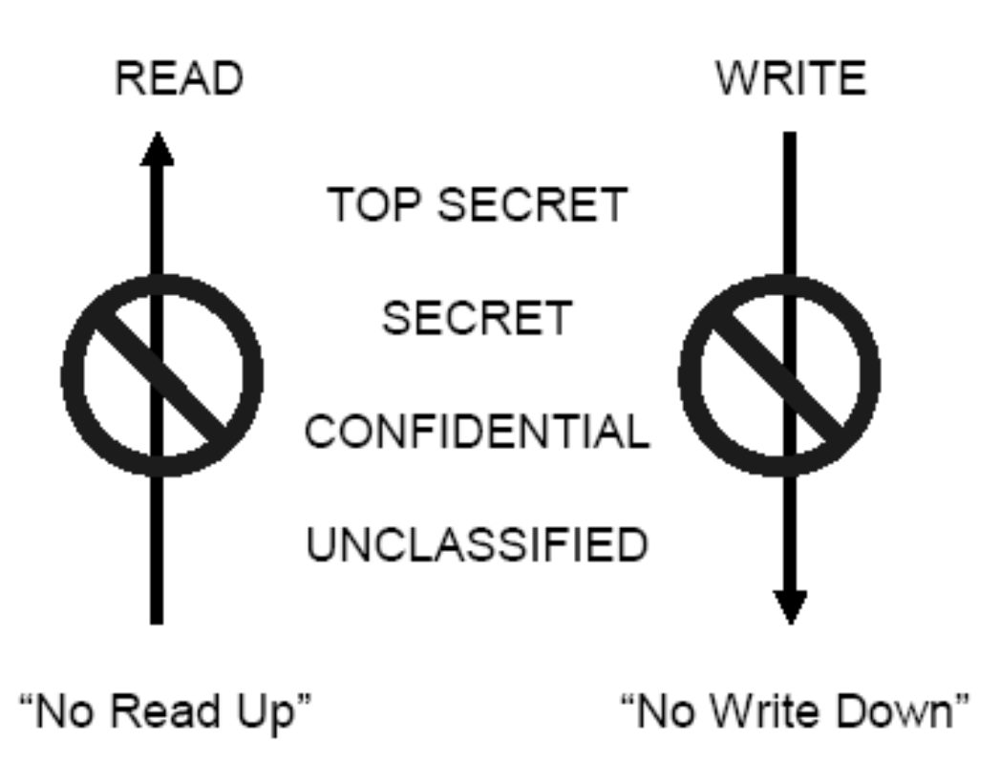 READ
WRITE
TOP SECRET
SECRET
CONFIDENTIAL
UNCLASSIFIED
“No Read Up”
“No Write Down”